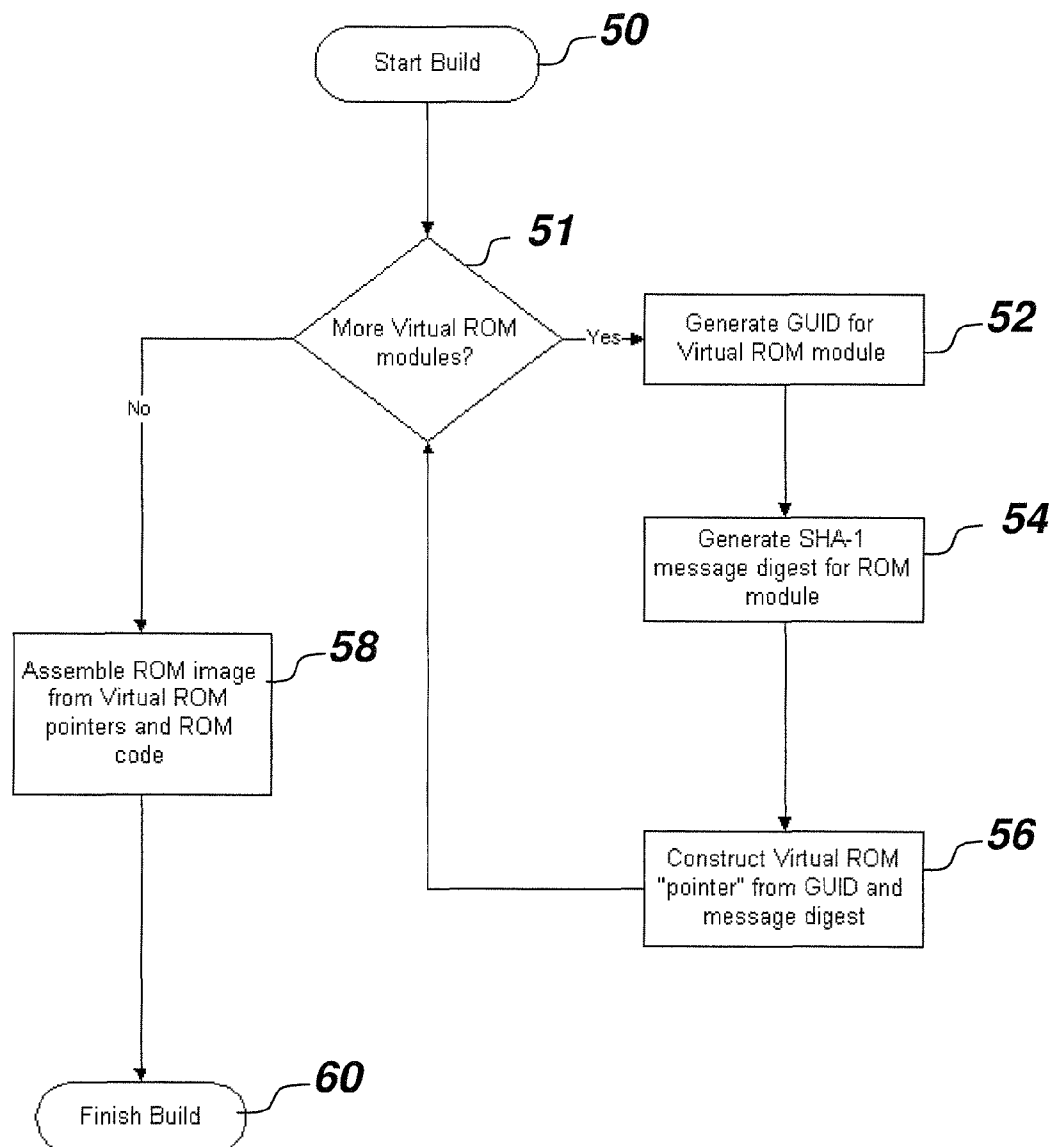 50
Start Build
51
More Virtual ROM
modules?
Yes
52
Generate GUID for
Virtual ROM module
No
54
Generate SHA-1
message digest for ROM
module
58
Assemble ROM image
from Virtual ROM
pointers and ROM
code
56
Construct Virtual ROM
"pointer" from GUID and
message digest
60
Finish Build